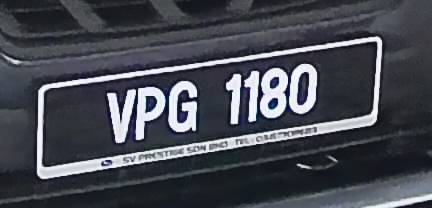 VPG 1180
SV PRESTIGE SDN BHD TEL :